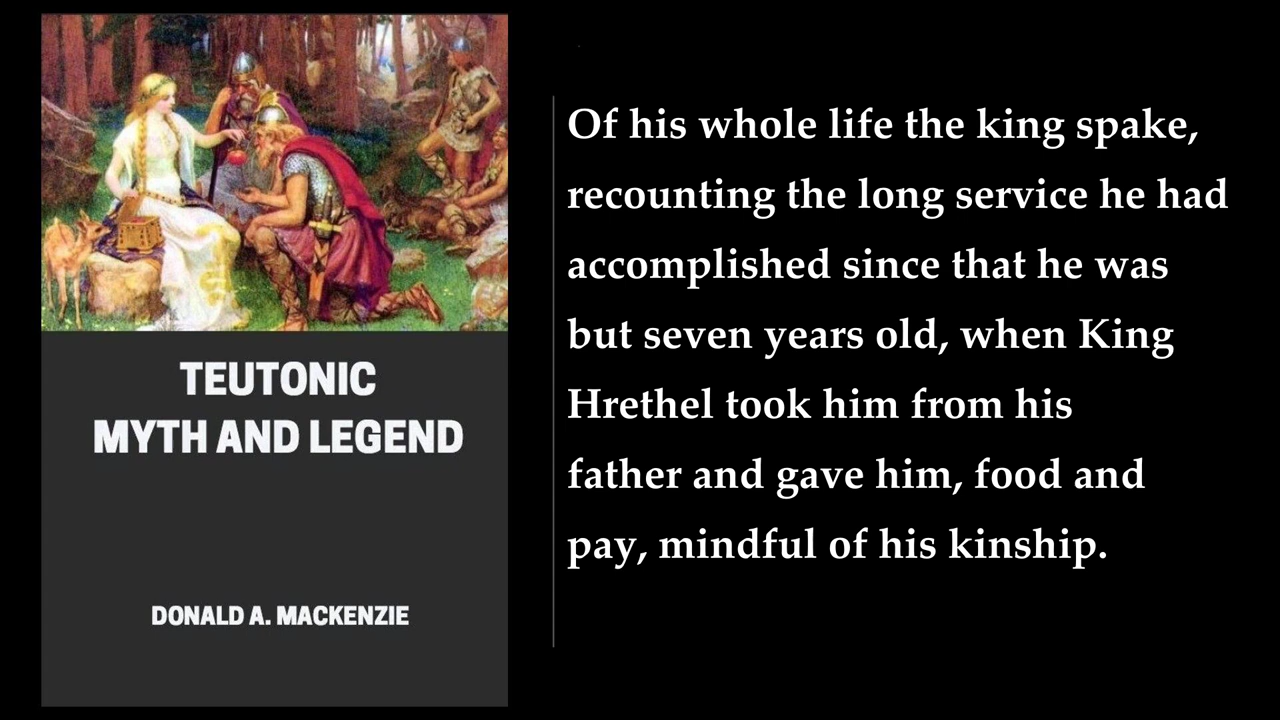 TEUTONIC
MYTH AND LEGEND
DONALD A. MACKENZIE
Of his whole life the king spake,
recounting the long service he had
accomplished since that he was
but seven years old, when King
Hrethel took him from his
father and gave him, food and
pay, mindful of his kinship.